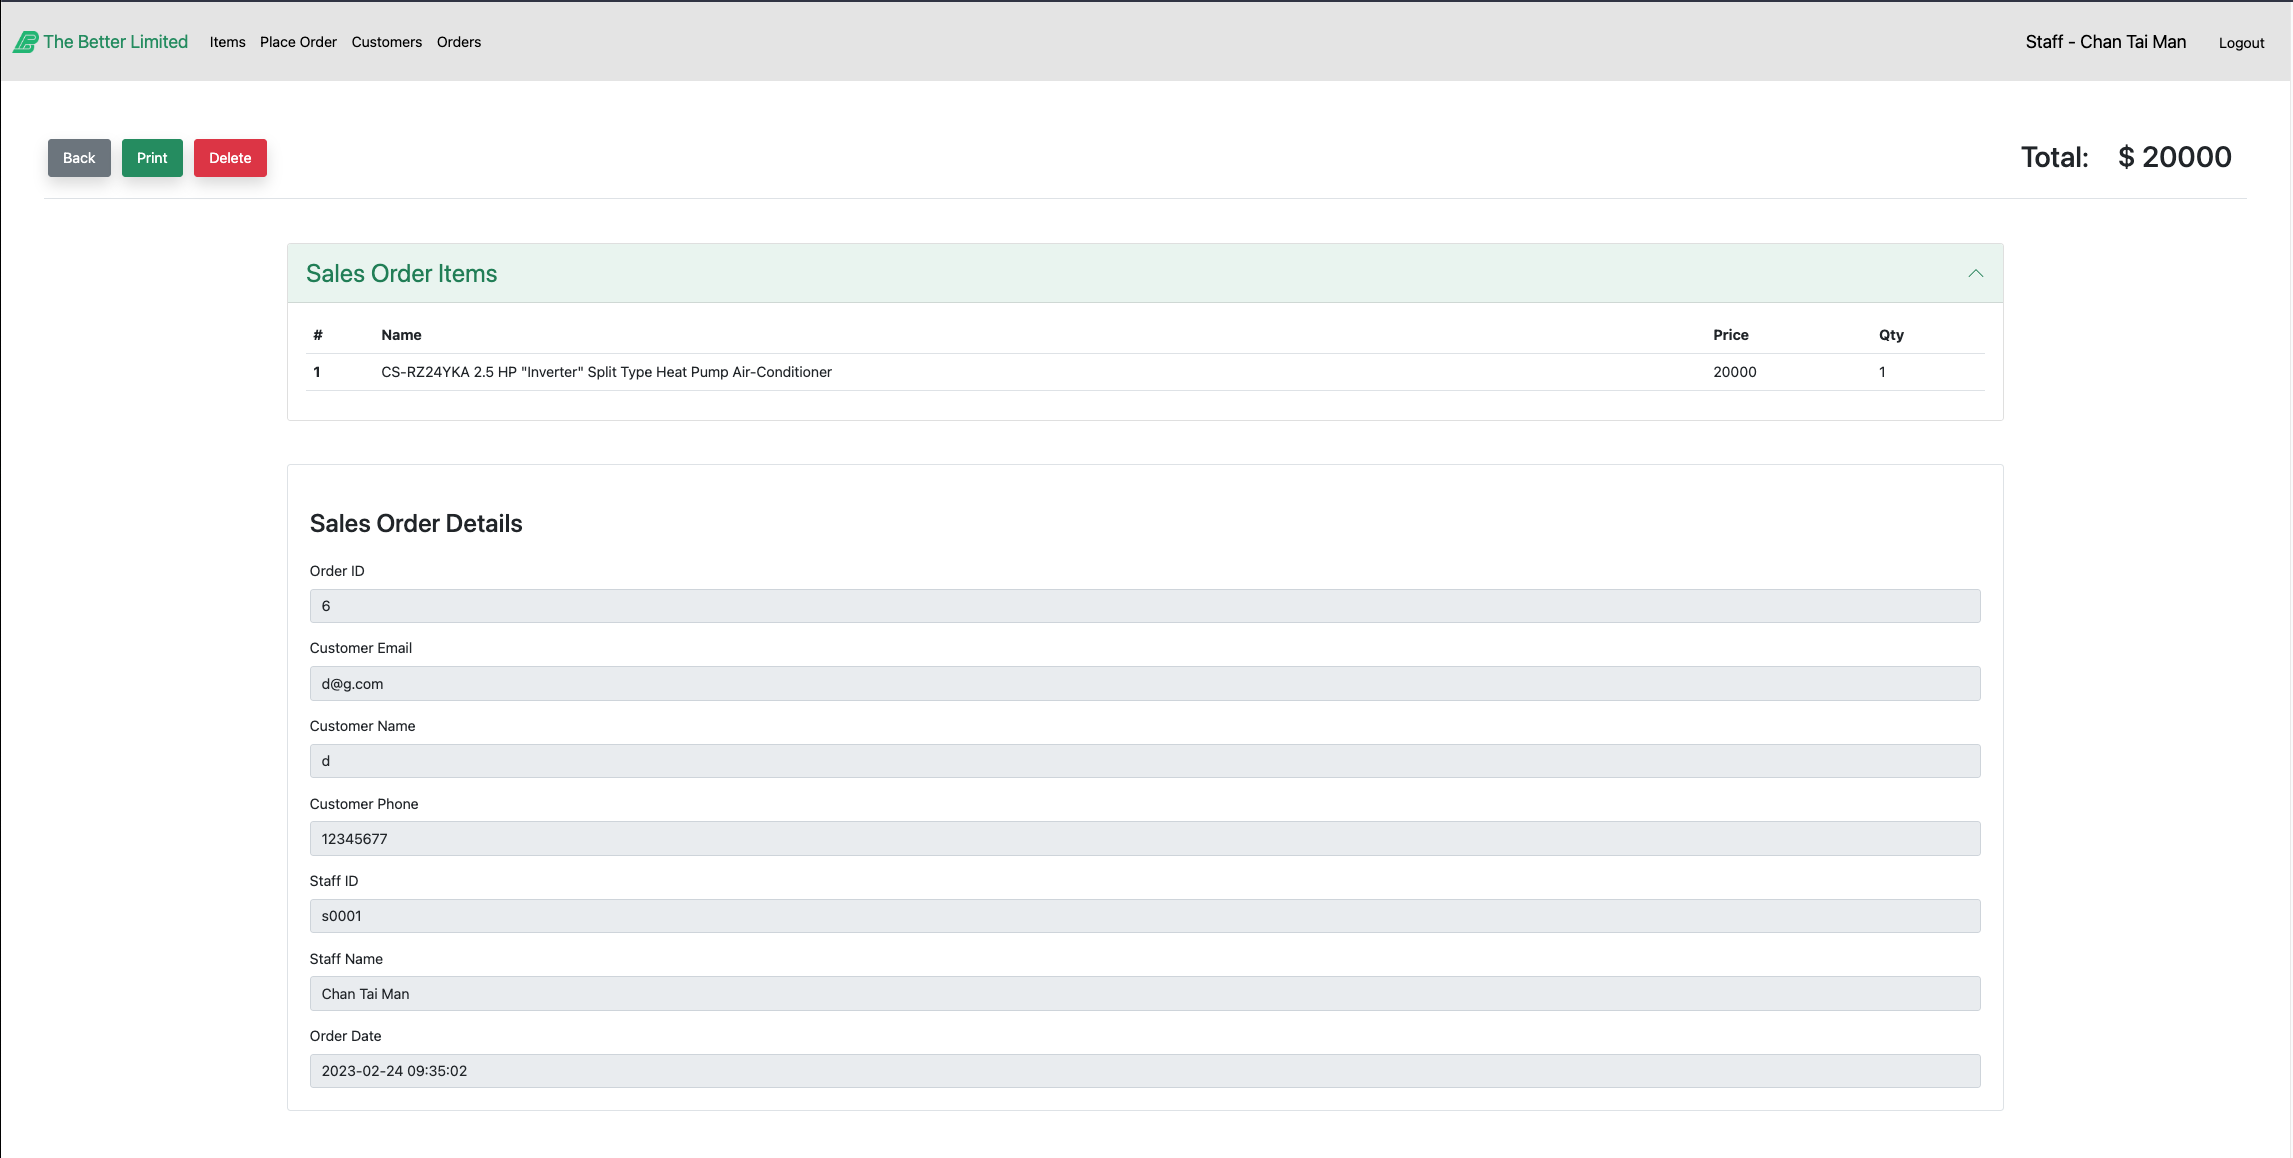 The Better Limited Items Place Order Customers Orders Staff - Chan Tai Man Logout
Back Print Delete Total: $ 20000
Sales Order Items
# Name Price Qty
1 CS-RZ24YKA 2.5 HP "Inverter" Split Type Heat Pump Air-Conditioner 20000 1
Sales Order Details
Order ID
6
Customer Email
d@g.com
Customer Name
d
Customer Phone
12345677
Staff ID
s0001
Staff Name
Chan Tai Man
Order Date
2023-02-24 09:35:02